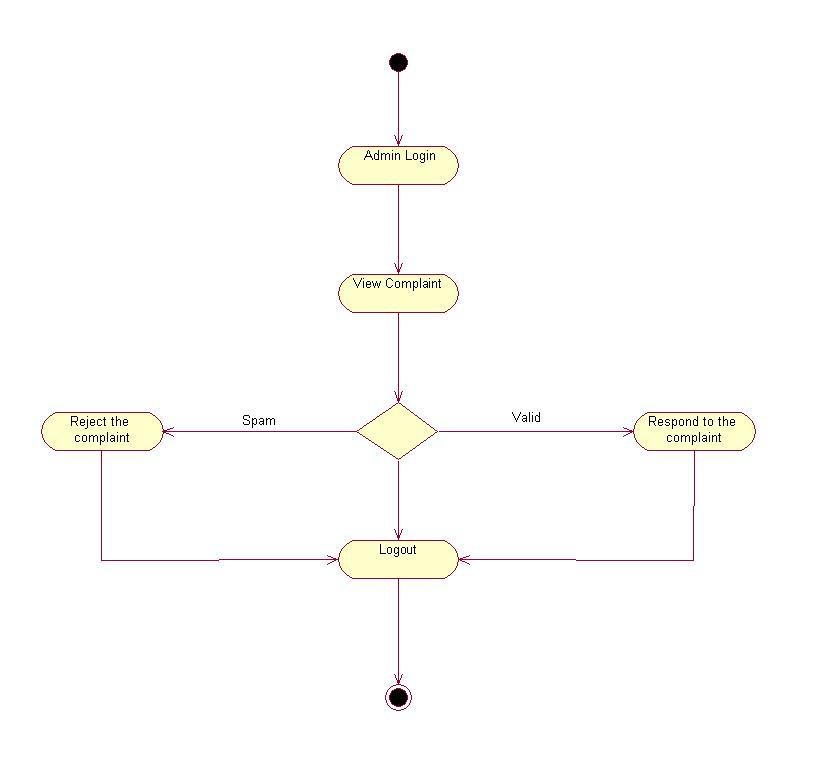 Admin Login
View Complaint
Spam
Valid
Reject the
complaint
Respond to the
complaint
Logout